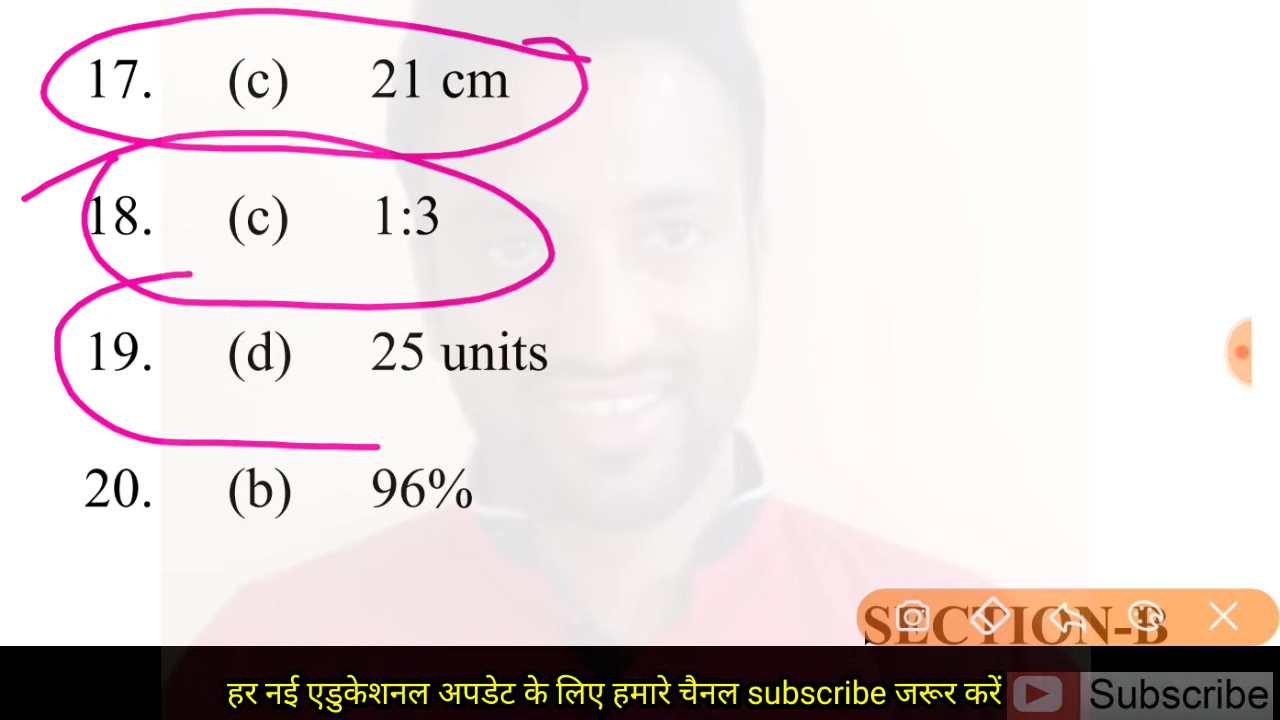 17. (c) 21 cm
18. (c) 1:3
19. (d) 25 units
20. (b) 96%
SECTION-B
हर नई एडुकेशनल अपडेट के लिए हमारे चैनल subscribe जरूर करें
Subscribe